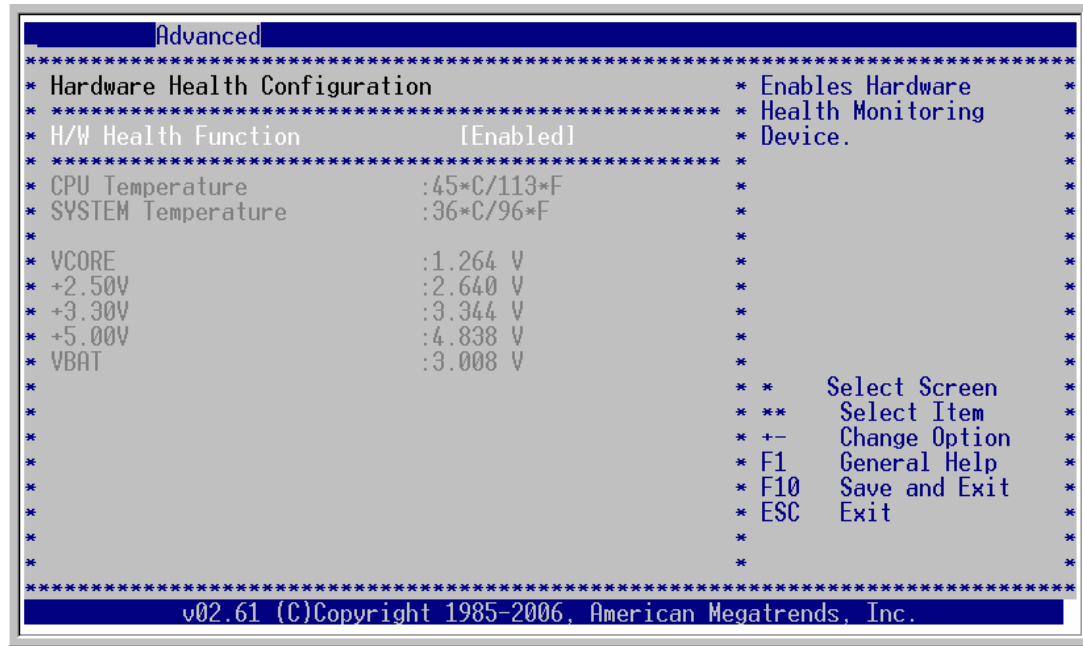 Advanced
********************************************************************************
* Hardware Health Configuration * Enables Hardware *
* *************************************************** * Health Monitoring *
* H/W Health Function [Enabled] * Device. *
* *************************************************** * *
* CPU Temperature :45*C/113*F * *
* SYSTEM Temperature :36*C/96*F * *
* * *
* VCORE :1.264 V * *
* +2.50V :2.640 V * *
* +3.30V :3.344 V * *
* +5.00V :4.838 V * *
* VBAT :3.008 V * *
* * * Select Screen *
* * ** Select Item *
* * +- Change Option *
* * F1 General Help *
* * F10 Save and Exit *
* * ESC Exit *
* * *
* * *
********************************************************************************
v02.61 (C)Copyright 1985-2006, American Megatrends, Inc.